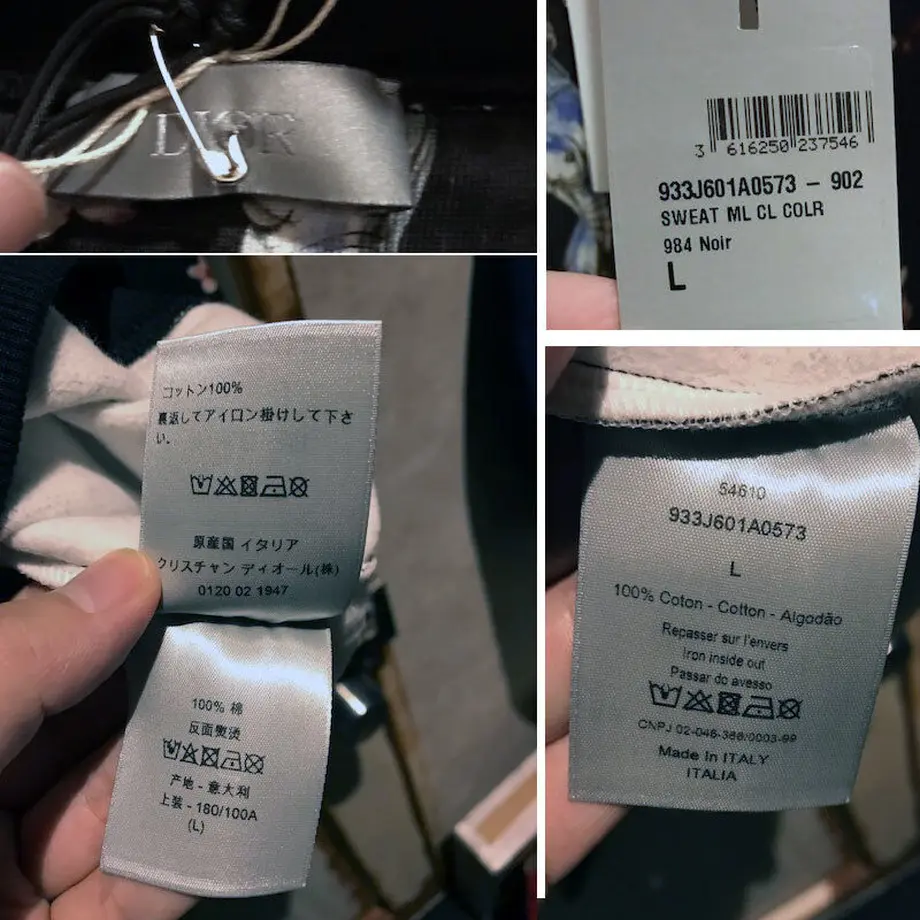 DIOR
3 616250 237546
933J601A0573 - 902
SWEAT ML CL COLR
984 Noir
L
コットン100%
裏返してアイロン掛けして下さ
い。
原産国 イタリア
クリスチャン ディオール(株)
0120 02 1947
100% 棉
反面熨烫
产地 - 意大利
上装 - 180/100A
(L)
54610
933J601A0573
L
100% Coton - Cotton - Algodão
Repasser sur l'envers
Iron inside out
Passar do avesso
CNPJ 02-046-366/0003-99
Made in ITALY
ITALIA